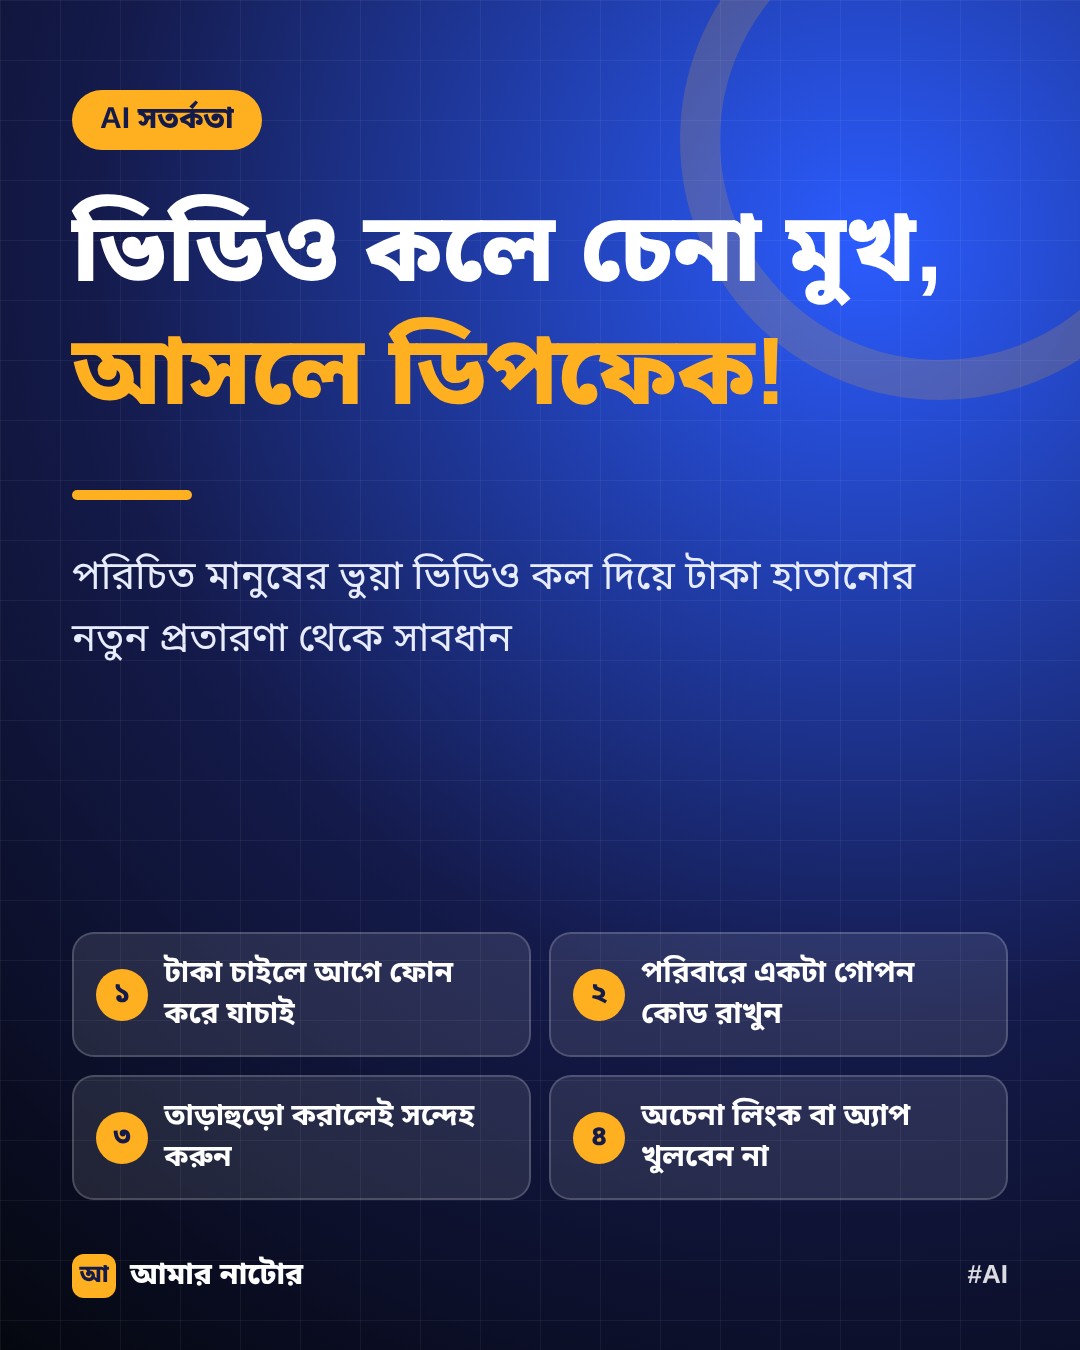 AI সতর্কতা
ভিডিও কলে চেনা মুখ,
আসলে ডিপফেক!
পরিচিত মানুষের ভুয়া ভিডিও কল দিয়ে টাকা হাতানোর
নতুন প্রতারণা থেকে সাবধান
১ টাকা চাইলে আগে ফোন
করে যাচাই
২ পরিবারে একটা গোপন
কোড রাখুন
৩ তাড়াহুড়ো করালেই সন্দেহ
করুন
৪ অচেনা লিংক বা অ্যাপ
খুলবেন না
আ আমার নাটোর
#AI